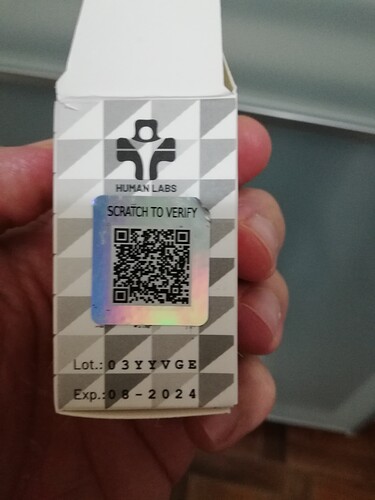 HUMAN LABS
SCRATCH TO VERIFY
Lot.: 03YYVGE
Exp.: 08-2024